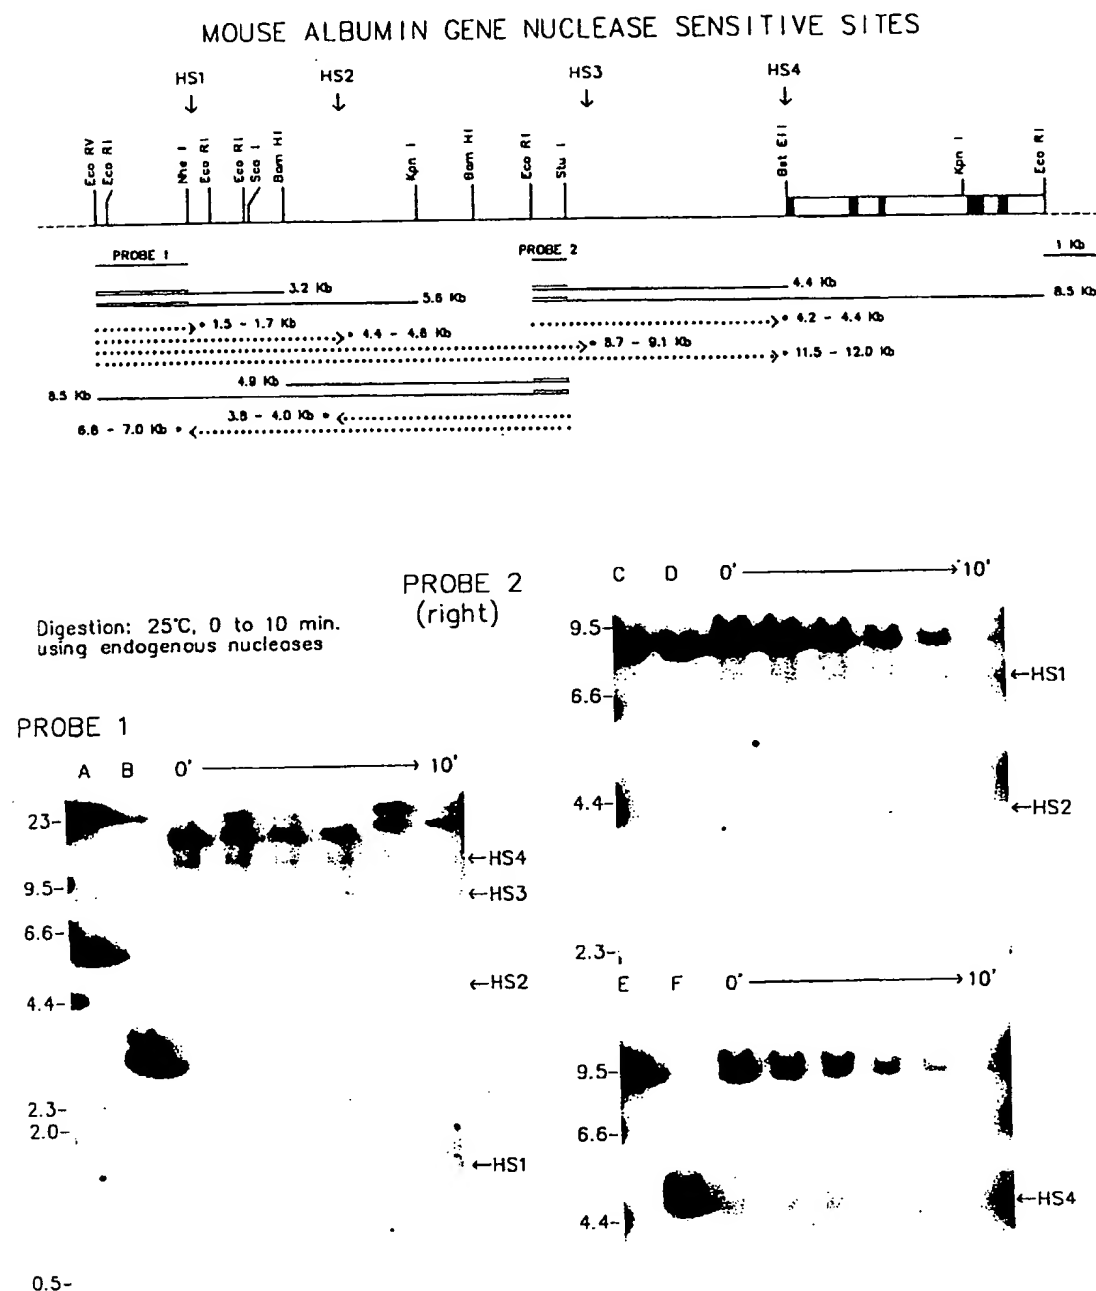 MOUSE ALBUMIN GENE NUCLEASE SENSITIVE SITES
HS1 HS2 HS3 HS4
Eco RV Eco RI Nhe I Eco RI Eco RI Sca I Bam HI Kpn I Bam HI Eco RI Stu I Bst EII Kpn I Eco RI
PROBE 1 PROBE 2 1 Kb
3.2 Kb 4.4 Kb
5.6 Kb 8.5 Kb
1.5 - 1.7 Kb 4.2 - 4.4 Kb
4.4 - 4.8 Kb
8.7 - 9.1 Kb
11.5 - 12.0 Kb
4.9 Kb
8.5 Kb
3.8 - 4.0 Kb
6.8 - 7.0 Kb
Digestion: 25°C, 0 to 10 min.
using endogenous nucleases
PROBE 2
(right)
C D 0' 10'
9.5-
HS1
6.6-
4.4-
HS2
2.3-
PROBE 1
A B 0' 10'
23-
HS4
9.5-
HS3
6.6-
HS2
4.4-
2.3-
2.0-
HS1
0.5-
E F 0' 10'
9.5-
6.6-
HS4
4.4-